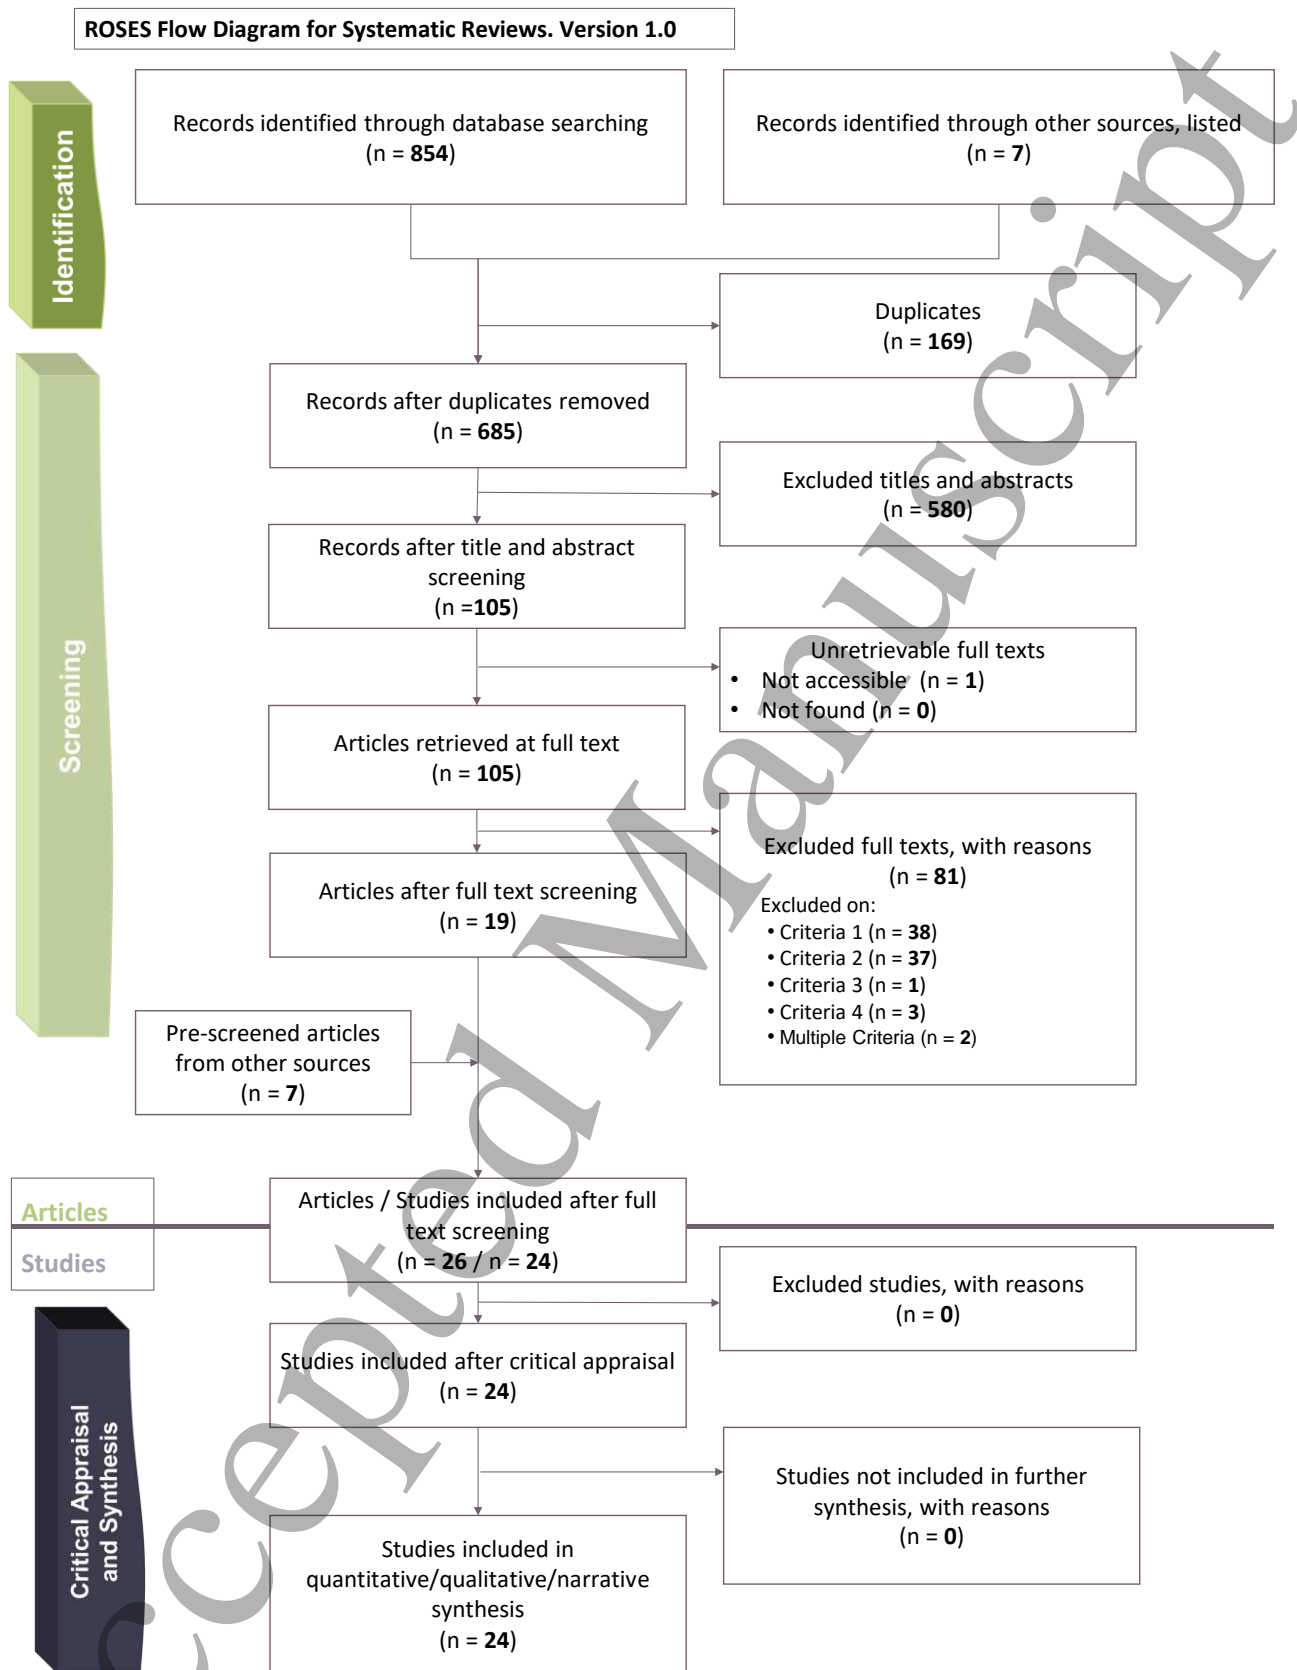 ROSES Flow Diagram for Systematic Reviews. Version 1.0
Identification
Records identified through database searching
(n = 854)
Records identified through other sources, listed
(n = 7)
Duplicates
(n = 169)
Screening
Records after duplicates removed
(n = 685)
Excluded titles and abstracts
(n = 580)
Records after title and abstract
screening
(n =105)
Unretrievable full texts
• Not accessible (n = 1)
• Not found (n = 0)
Articles retrieved at full text
(n = 105)
Excluded full texts, with reasons
(n = 81)
Excluded on:
• Criteria 1 (n = 38)
• Criteria 2 (n = 37)
• Criteria 3 (n = 1)
• Criteria 4 (n = 3)
• Multiple Criteria (n = 2)
Articles after full text screening
(n = 19)
Pre-screened articles
from other sources
(n = 7)
Articles
Studies
Articles / Studies included after full
text screening
(n = 26 / n = 24)
Excluded studies, with reasons
(n = 0)
Critical Appraisal
and Synthesis
Studies included after critical appraisal
(n = 24)
Studies not included in further
synthesis, with reasons
(n = 0)
Studies included in
quantitative/qualitative/narrative
synthesis
(n = 24)
ccepted Manuscript